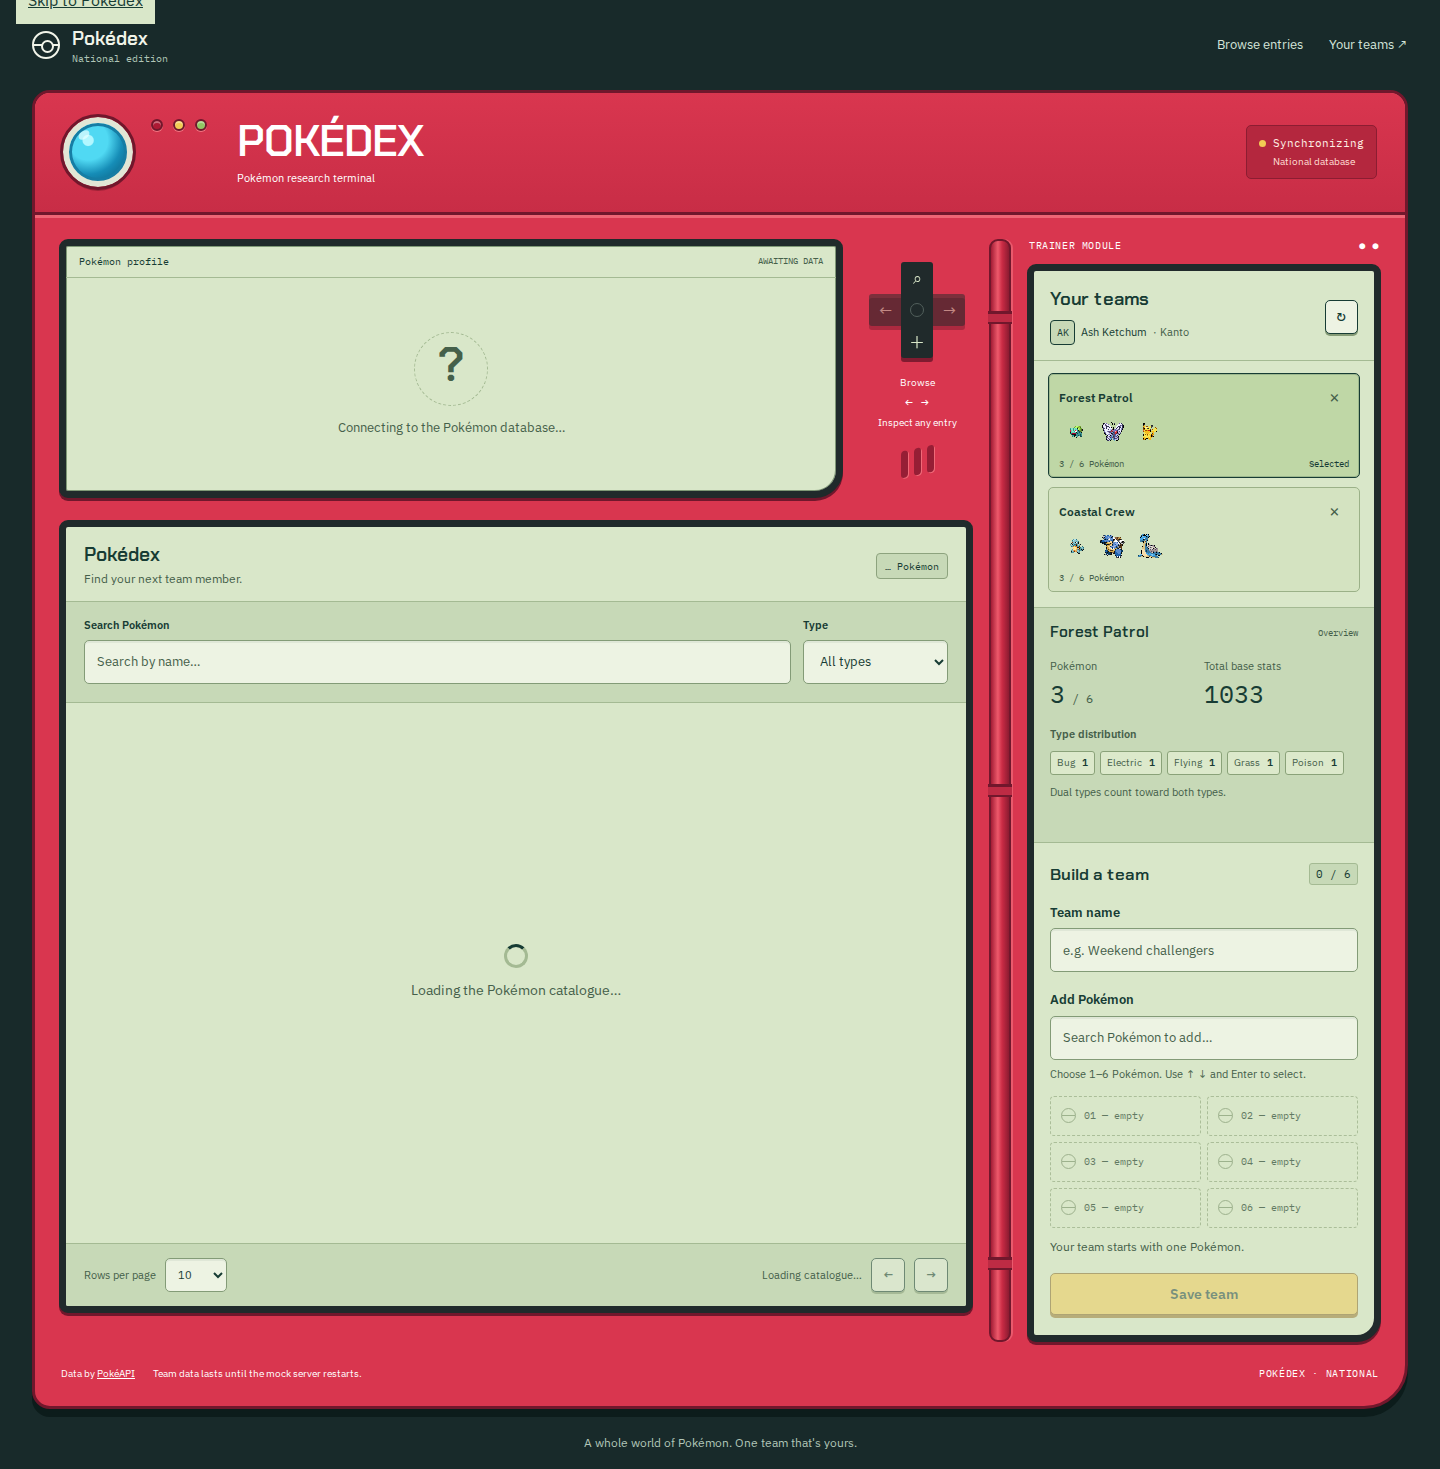 Skip to Pokédex
Pokédex
National edition
Browse entries
Your teams ↗
POKÉDEX
Pokémon research terminal
Synchronizing
National database
Pokémon profile
AWAITING DATA
?
Connecting to the Pokémon database…
Browse
← →
Inspect any entry
Pokédex
Find your next team member.
… Pokémon
Search Pokémon
Type
Search by name…
All types
Loading the Pokémon catalogue…
Rows per page
10
Loading catalogue…
←
→
TRAINER MODULE
Your teams
AK
Ash Ketchum · Kanto
↻
Forest Patrol
×
3 / 6 Pokémon
Selected
Coastal Crew
×
3 / 6 Pokémon
Forest Patrol
Overview
Pokémon
Total base stats
3 / 6
1033
Type distribution
Bug 1
Electric 1
Flying 1
Grass 1
Poison 1
Dual types count toward both types.
Build a team
0 / 6
Team name
e.g. Weekend challengers
Add Pokémon
Search Pokémon to add…
Choose 1–6 Pokémon. Use ↑ ↓ and Enter to select.
01 — empty
02 — empty
03 — empty
04 — empty
05 — empty
06 — empty
Your team starts with one Pokémon.
Save team
Data by PokéAPI
Team data lasts until the mock server restarts.
POKÉDEX · NATIONAL
A whole world of Pokémon. One team that's yours.